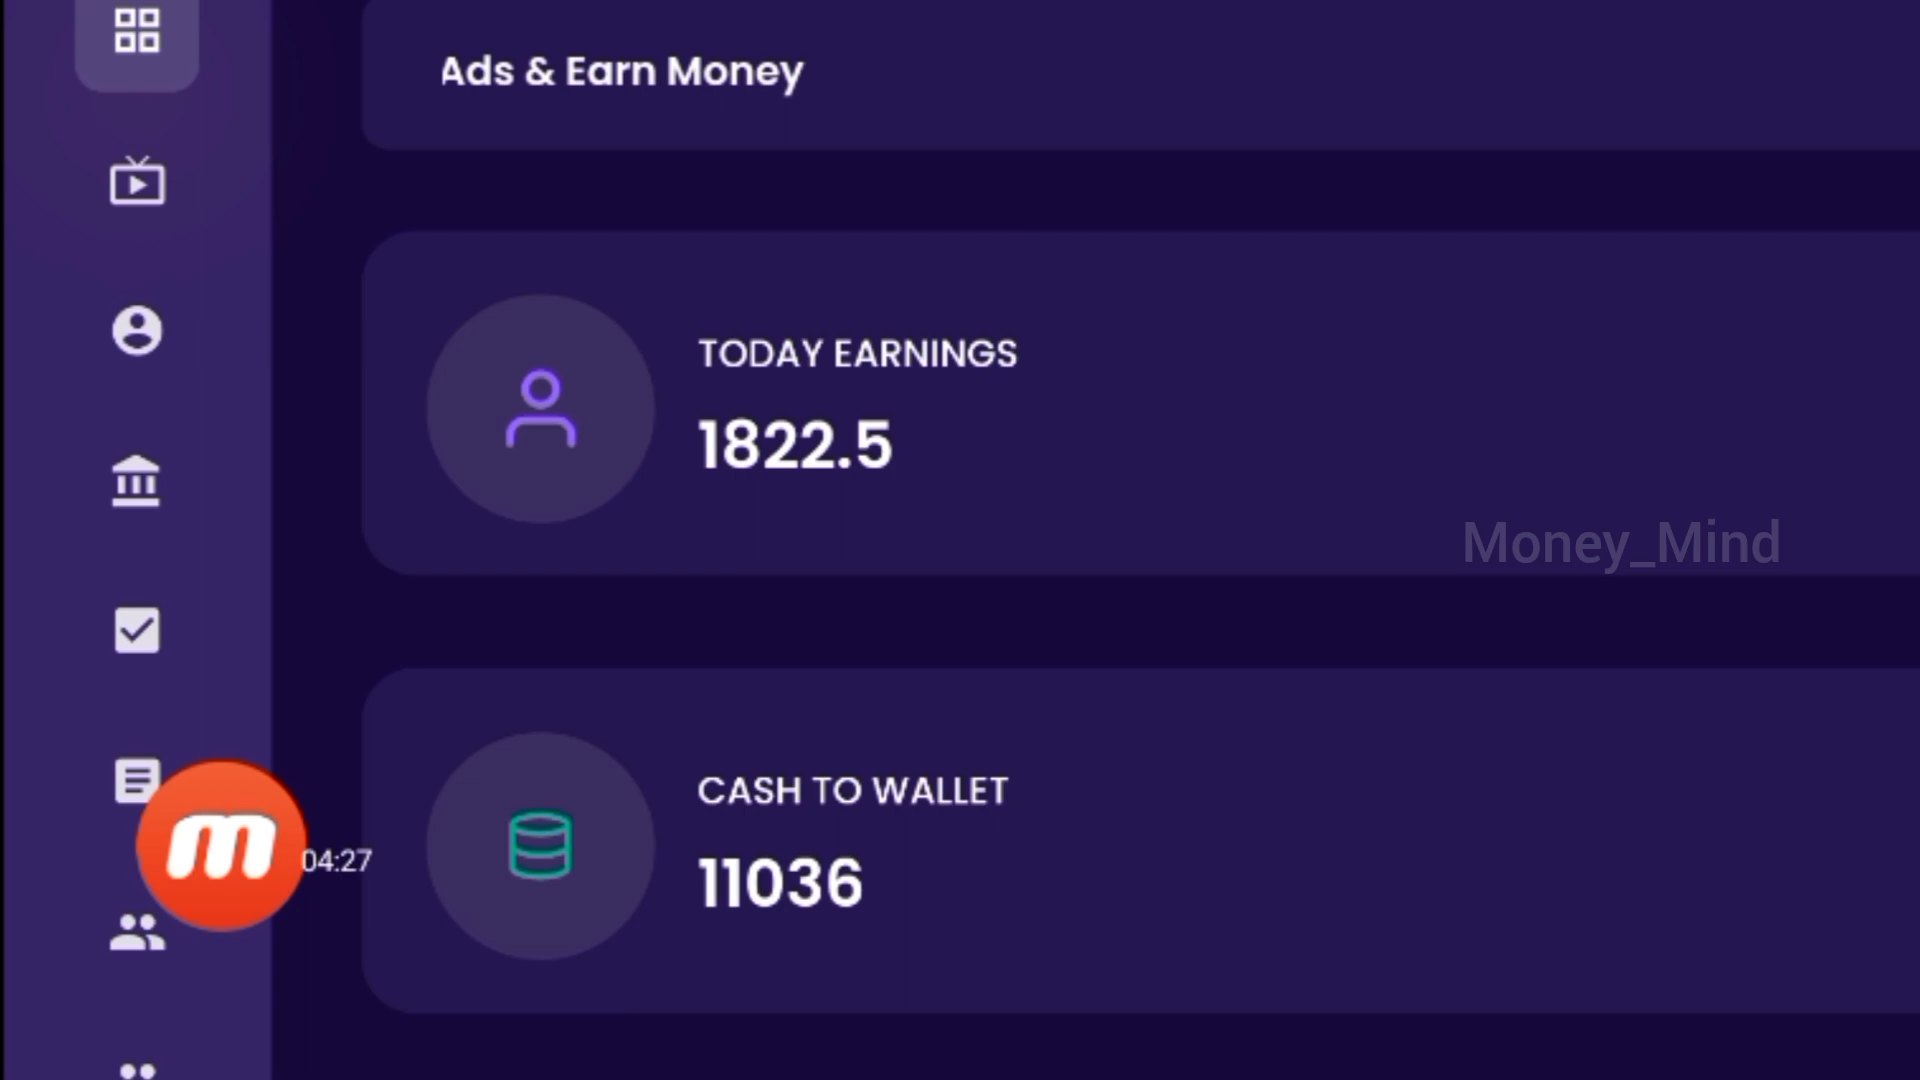 Ads & Earn Money
TODAY EARNINGS
1822.5
Money_Mind
CASH TO WALLET
11036
m
04:27